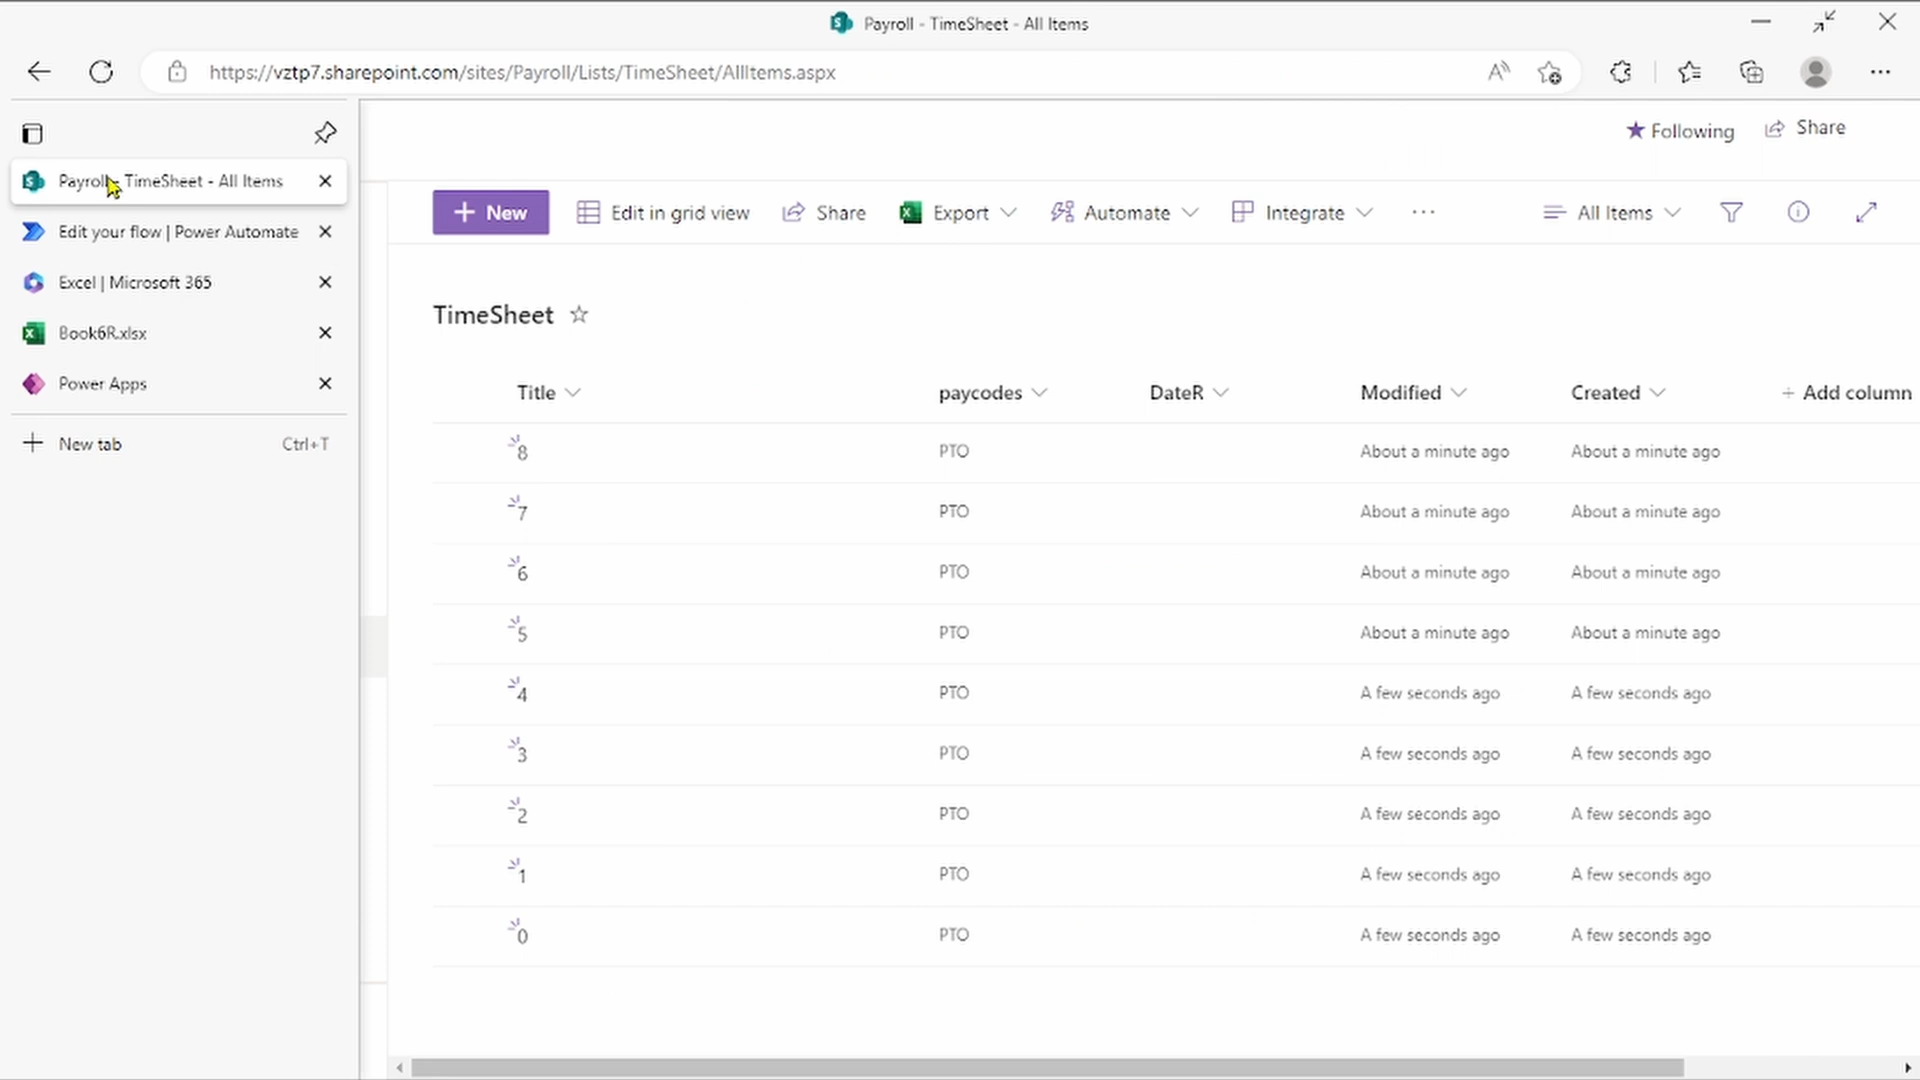 Payroll - TimeSheet - All Items
https://vztp7.sharepoint.com/sites/Payroll/Lists/TimeSheet/AllItems.aspx
Payroll - TimeSheet - All Items
Edit your flow | Power Automate
Excel | Microsoft 365
Book6R.xlsx
Power Apps
New tab Ctrl+T
Following Share
+ New Edit in grid view Share Export Automate Integrate ... All Items
TimeSheet
Title paycodes DateR Modified Created + Add column
8 PTO About a minute ago About a minute ago
7 PTO About a minute ago About a minute ago
6 PTO About a minute ago About a minute ago
5 PTO About a minute ago About a minute ago
4 PTO A few seconds ago A few seconds ago
3 PTO A few seconds ago A few seconds ago
2 PTO A few seconds ago A few seconds ago
1 PTO A few seconds ago A few seconds ago
0 PTO A few seconds ago A few seconds ago